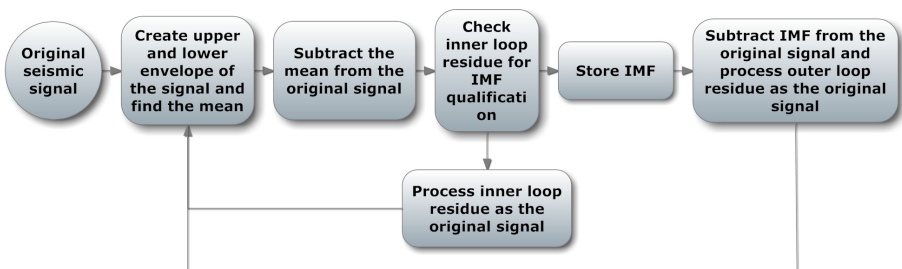 Original
seismic
signal
Create upper
and lower
envelope of
the signal and
find the mean
Subtract the
mean from the
original signal
Check
inner loop
residue for
IMF
qualificati
on
Store IMF
Subtract IMF from the
original signal and
process outer loop
residue as the original
signal
Process inner loop
residue as the
original signal